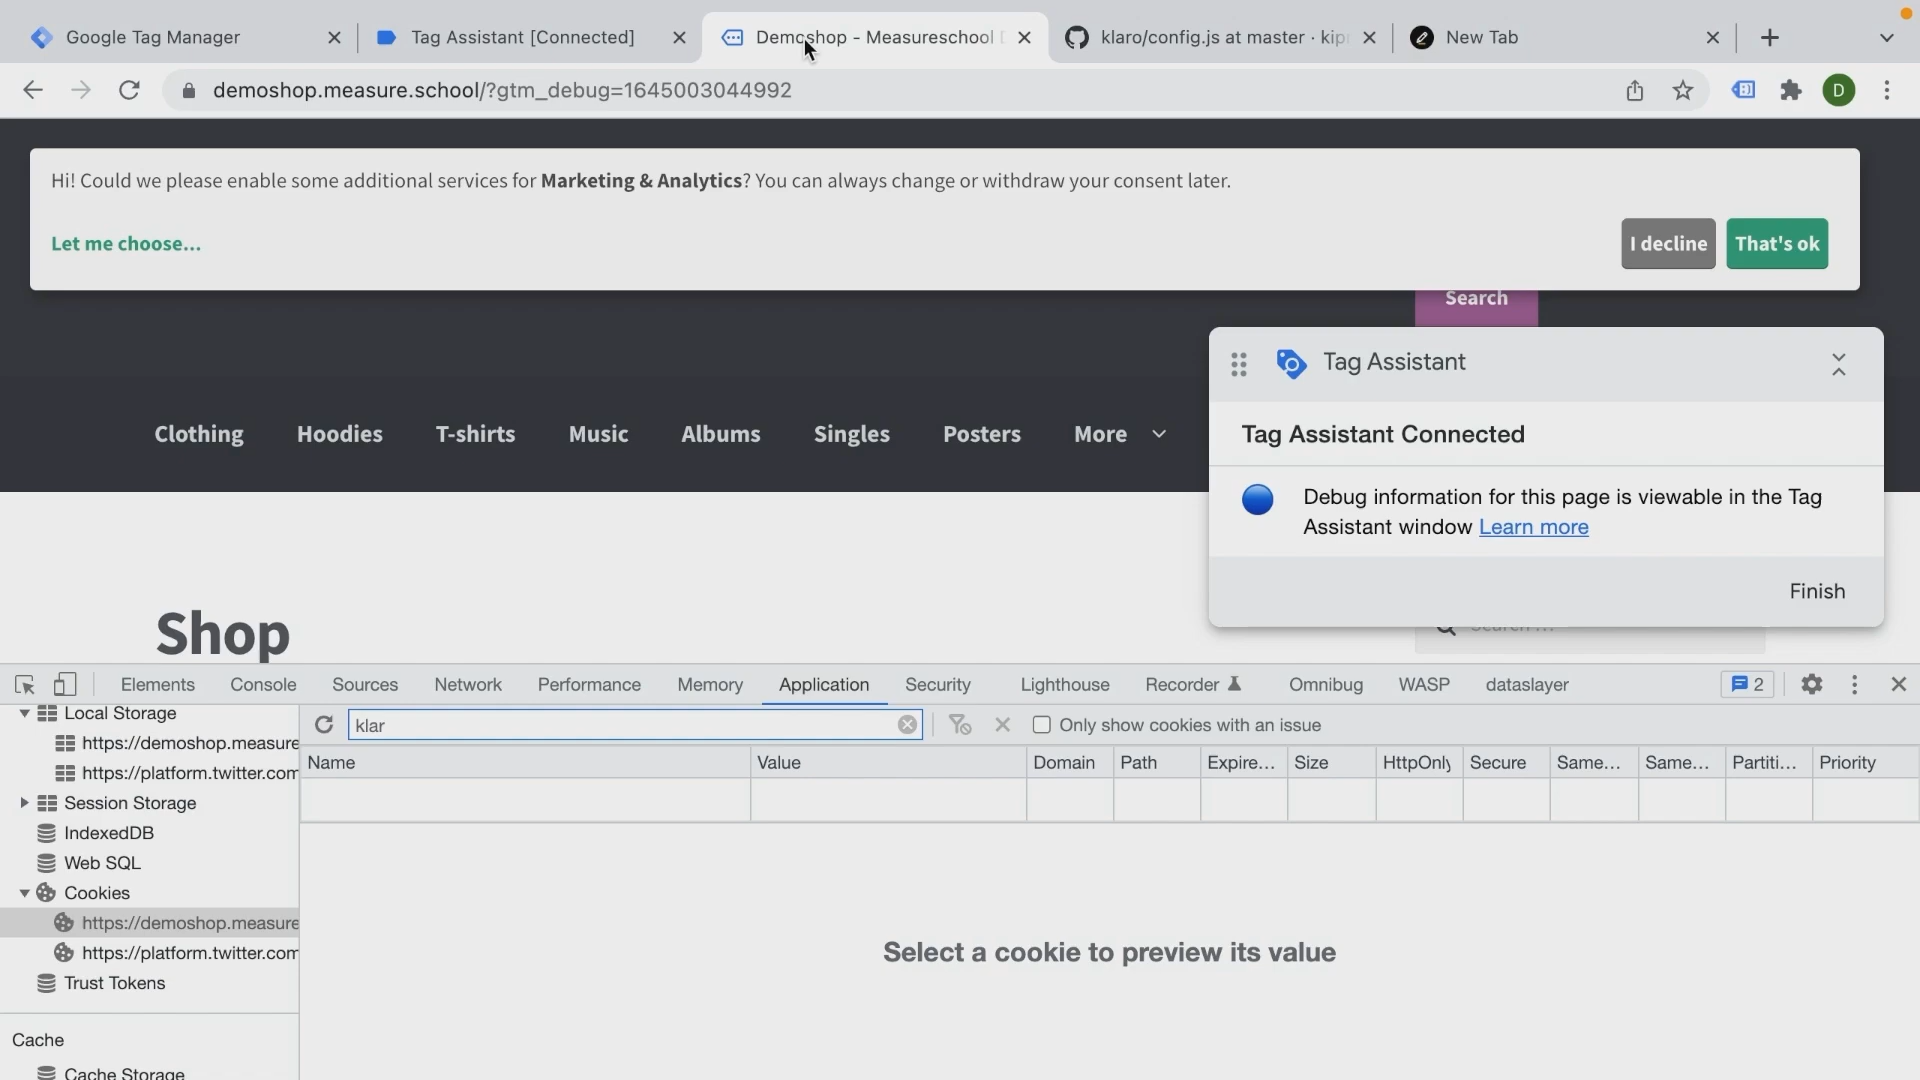 Google Tag Manager
Tag Assistant [Connected]
Demoshop - Measureschool
klaro/config.js at master · kipr
New Tab
demoshop.measure.school/?gtm_debug=1645003044992
D
Hi! Could we please enable some additional services for Marketing & Analytics? You can always change or withdraw your consent later.
Let me choose...
I decline
That's ok
Search
Clothing
Hoodies
T-shirts
Music
Albums
Singles
Posters
More
Tag Assistant
Tag Assistant Connected
Debug information for this page is viewable in the Tag
Assistant window Learn more
Finish
Shop
Search ...
Elements
Console
Sources
Network
Performance
Memory
Application
Security
Lighthouse
Recorder
Omnibug
WASP
dataslayer
2
Local Storage
https://demoshop.measure
https://platform.twitter.com
Session Storage
IndexedDB
Web SQL
Cookies
https://demoshop.measure
https://platform.twitter.com
Trust Tokens
Cache
Cache Storage
klar
Only show cookies with an issue
Name
Value
Domain
Path
Expire...
Size
HttpOnly
Secure
Same...
Same...
Partiti...
Priority
Select a cookie to preview its value